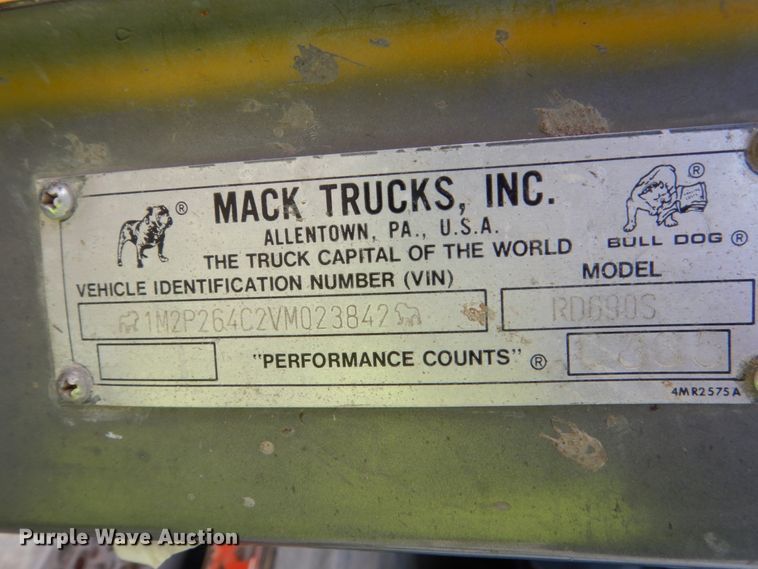 MACK TRUCKS, INC.
ALLENTOWN, PA., U.S.A.
THE TRUCK CAPITAL OF THE WORLD
BULL DOG ®
VEHICLE IDENTIFICATION NUMBER (VIN)
MODEL
1M2P264C2VM023842
RD690S
"PERFORMANCE COUNTS" ®
4MR2575A
Purple Wave Auction